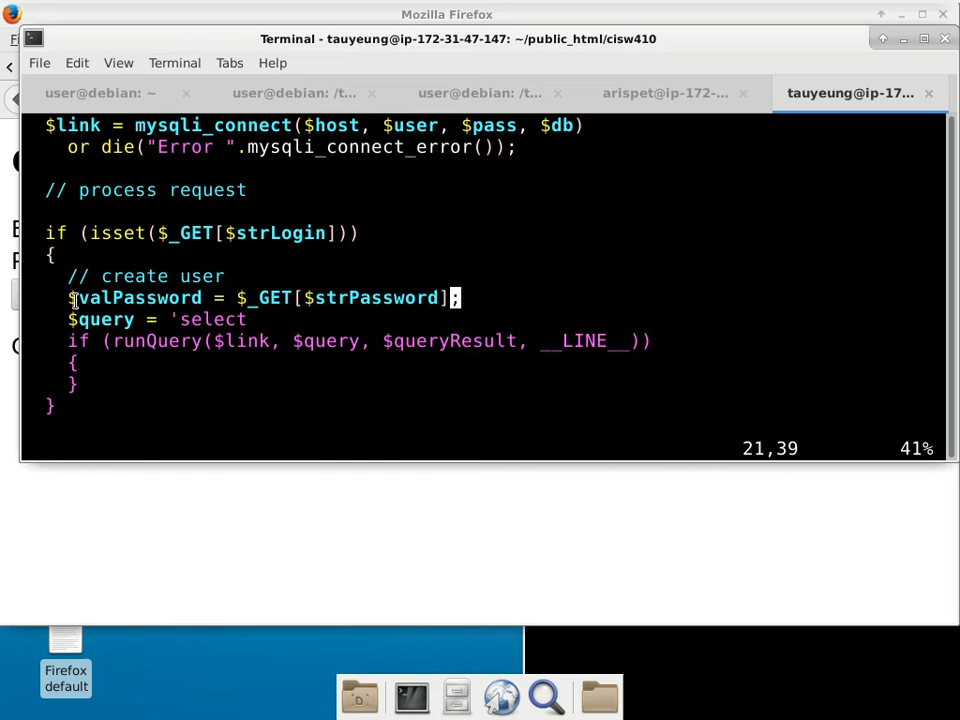 Mozilla Firefox
Terminal - tauyeung@ip-172-31-47-147: ~/public_html/cisw410
File Edit View Terminal Tabs Help
user@debian: ~ user@debian: /t... user@debian: /t... arispet@ip-172-... tauyeung@ip-17...
$link = mysqli_connect($host, $user, $pass, $db)
or die("Error ".mysqli_connect_error());
// process request
if (isset($_GET[$strLogin]))
{
// create user
$valPassword = $_GET[$strPassword];
$query = 'select
if (runQuery($link, $query, $queryResult, __LINE__))
{
}
}
21,39 41%
Firefox
default